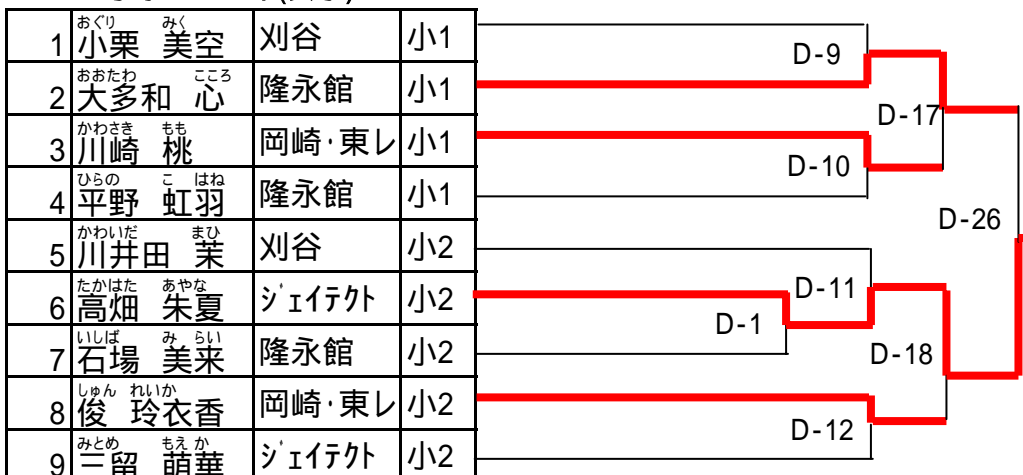 おぐり みく
1 小栗 美空 刈谷 小1
おおたわ こころ
2 大多和 心 隆永館 小1
かわさき もも
3 川崎 桃 岡崎・東レ 小1
ひらの こ はね
4 平野 虹羽 隆永館 小1
かわいだ まひ
5 川井田 茉 刈谷 小2
たかはた あやな
6 高畑 朱夏 ジェイテクト 小2
いしば み らい
7 石場 美来 隆永館 小2
しゅん れいか
8 俊 玲衣香 岡崎・東レ 小2
みとめ もえ か
9 三留 萌華 ジェイテクト 小2
D-9
D-17
D-10
D-26
D-11
D-1
D-18
D-12